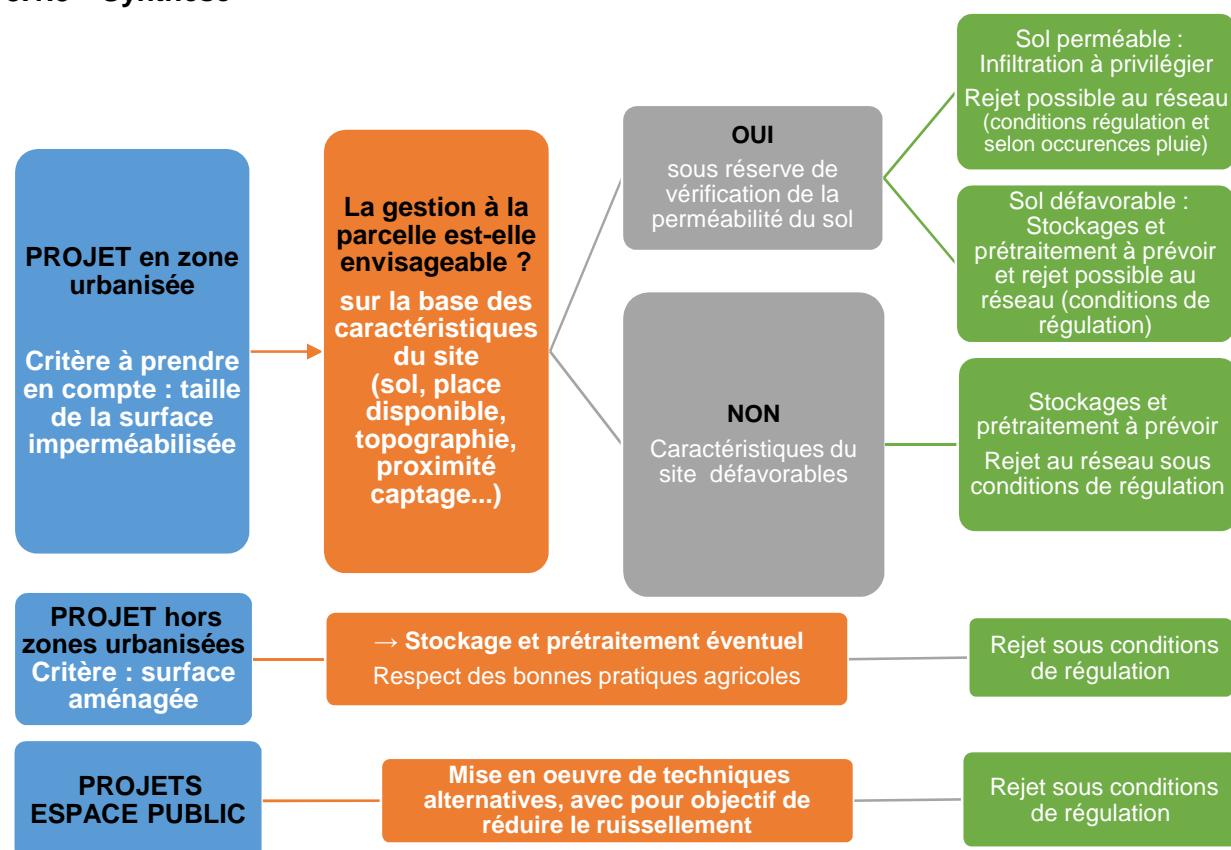 Synthèse
PROJET en zone
urbanisée
Critère à prendre
en compte : taille
de la surface
imperméabilisée
La gestion à la
parcelle est-elle
envisageable ?
sur la base des
caractéristiques
du site
(sol, place
disponible,
topographie,
proximité
captage...)
OUI
sous réserve de
vérification de la
perméabilité du sol
NON
Caractéristiques du
site défavorables
Sol perméable :
Infiltration à privilégier
Rejet possible au réseau
(conditions régulation et
selon occurences pluie)
Sol défavorable :
Stockages et
prétraitement à prévoir
et rejet possible au
réseau (conditions de
régulation)
Stockages et
prétraitement à prévoir
Rejet au réseau sous
conditions de régulation
PROJET hors
zones urbanisées
Critère : surface
aménagée
→ Stockage et prétraitement éventuel
Respect des bonnes pratiques agricoles
Rejet sous conditions
de régulation
PROJETS
ESPACE PUBLIC
Mise en oeuvre de techniques
alternatives, avec pour objectif de
réduire le ruissellement
Rejet sous conditions
de régulation